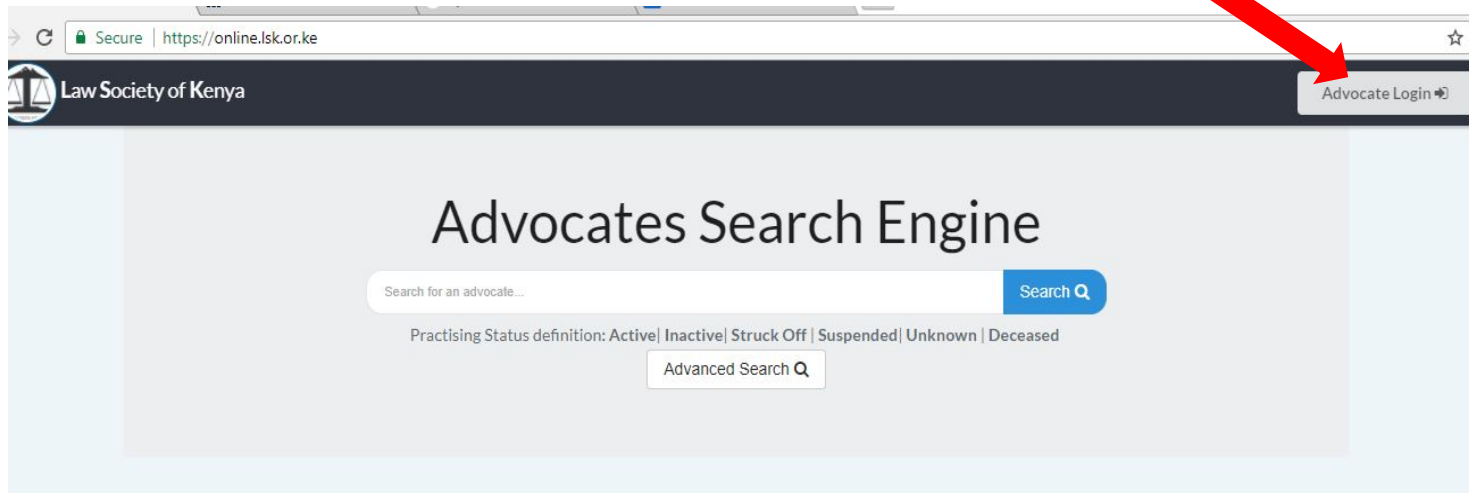 Secure | https://online.lsk.or.ke
Law Society of Kenya
Advocate Login
Advocates Search Engine
Search for an advocate...
Search
Practising Status definition: Active| Inactive| Struck Off | Suspended| Unknown | Deceased
Advanced Search